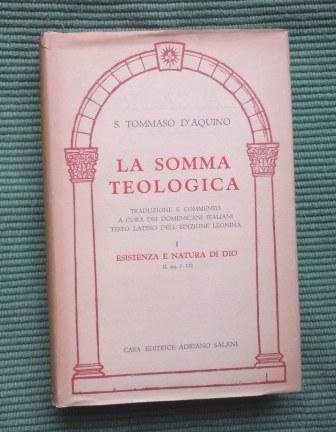 S. TOMMASO D'AQUINO
LA SOMMA
TEOLOGICA
TRADUZIONE E COMMENTO
A CURA DEI DOMENICANI ITALIANI
TESTO LATINO DELL'EDIZIONE LEONINA
I
ESISTENZA E NATURA DI DIO
CASA EDITRICE ADRIANO SALANI